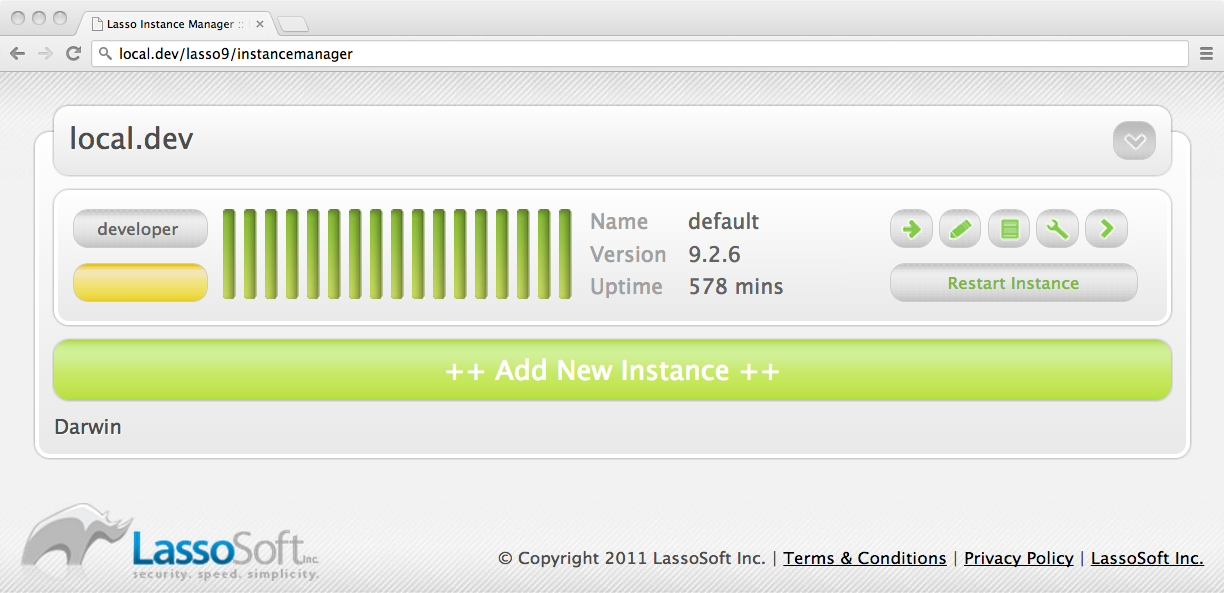 Lasso Instance Manager ::
local.dev/lasso9/instancemanager
local.dev
developer
Name default
Version 9.2.6
Uptime 578 mins
Restart Instance
++ Add New Instance ++
Darwin
LassoSoft Inc.
security. speed. simplicity.
© Copyright 2011 LassoSoft Inc. | Terms & Conditions | Privacy Policy | LassoSoft Inc.